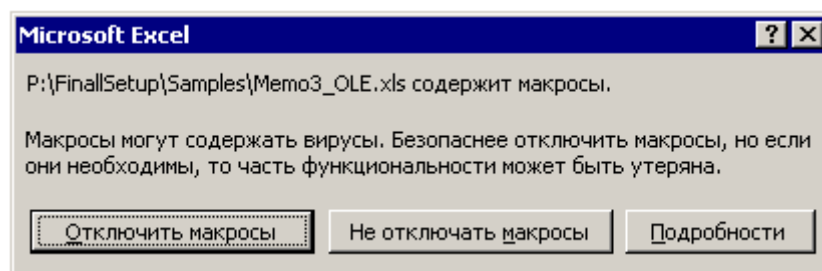 Microsoft Excel
P:\FinallSetup\Samples\Memo3_OLE.xls содержит макросы.
Макросы могут содержать вирусы. Безопаснее отключить макросы, но если
они необходимы, то часть функциональности может быть утеряна.
Отключить макросы Не отключать макросы Подробности